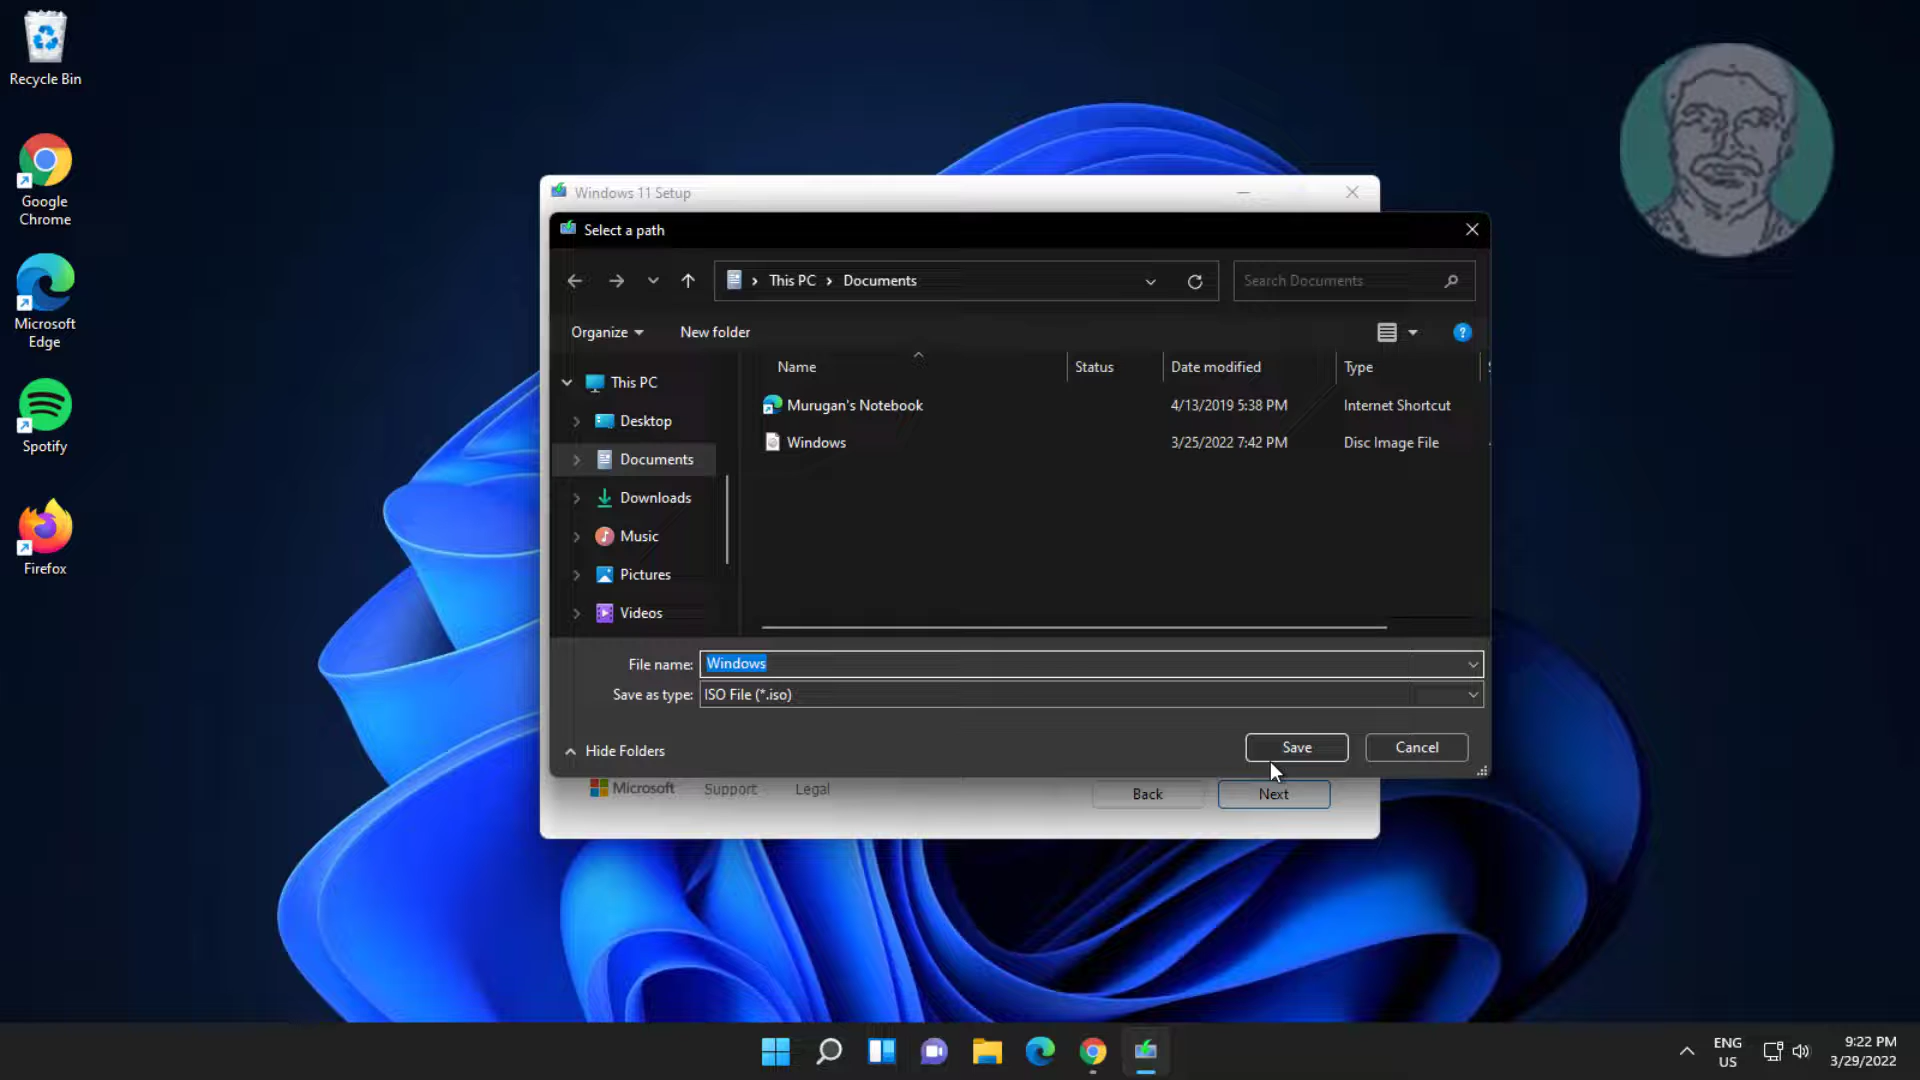 Recycle Bin
Google
Chrome
Microsoft
Edge
Spotify
Firefox
Windows 11 Setup
Select a path
This PC › Documents
Search Documents
Organize
New folder
Name
Status
Date modified
Type
This PC
Desktop
Documents
Downloads
Music
Pictures
Videos
Murugan's Notebook
4/13/2019 5:38 PM
Internet Shortcut
Windows
3/25/2022 7:42 PM
Disc Image File
File name: Windows
Save as type: ISO File (*.iso)
Hide Folders
Save
Cancel
Microsoft
Support
Legal
Back
Next
ENG
US
9:22 PM
3/29/2022